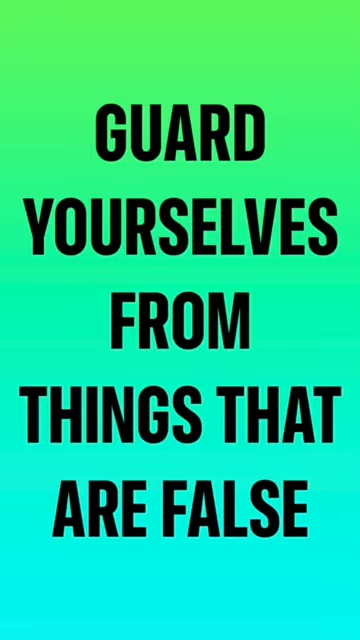 GUARD
YOURSELVES
FROM
THINGS THAT
ARE FALSE